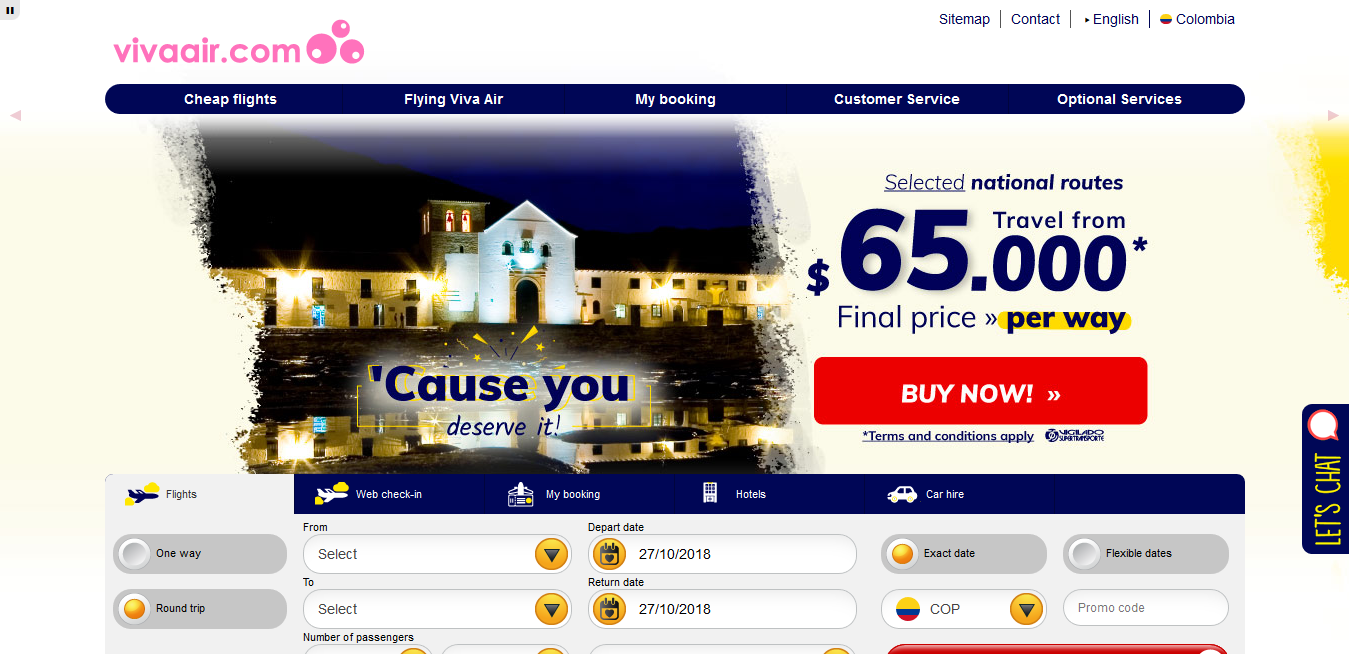 Sitemap
Contact
English
Colombia
vivaair.com
Cheap flights
Flying Viva Air
My booking
Customer Service
Optional Services
Selected national routes
Travel from
$65.000*
Final price » per way
'Cause you
deserve it!
BUY NOW! »
*Terms and conditions apply
VIGILADO
SUPERTRANSPORTE
LET'S CHAT
Flights
Web check-in
My booking
Hotels
Car hire
One way
Round trip
From
Select
To
Select
Number of passengers
Depart date
27/10/2018
Return date
27/10/2018
Exact date
Flexible dates
COP
Promo code